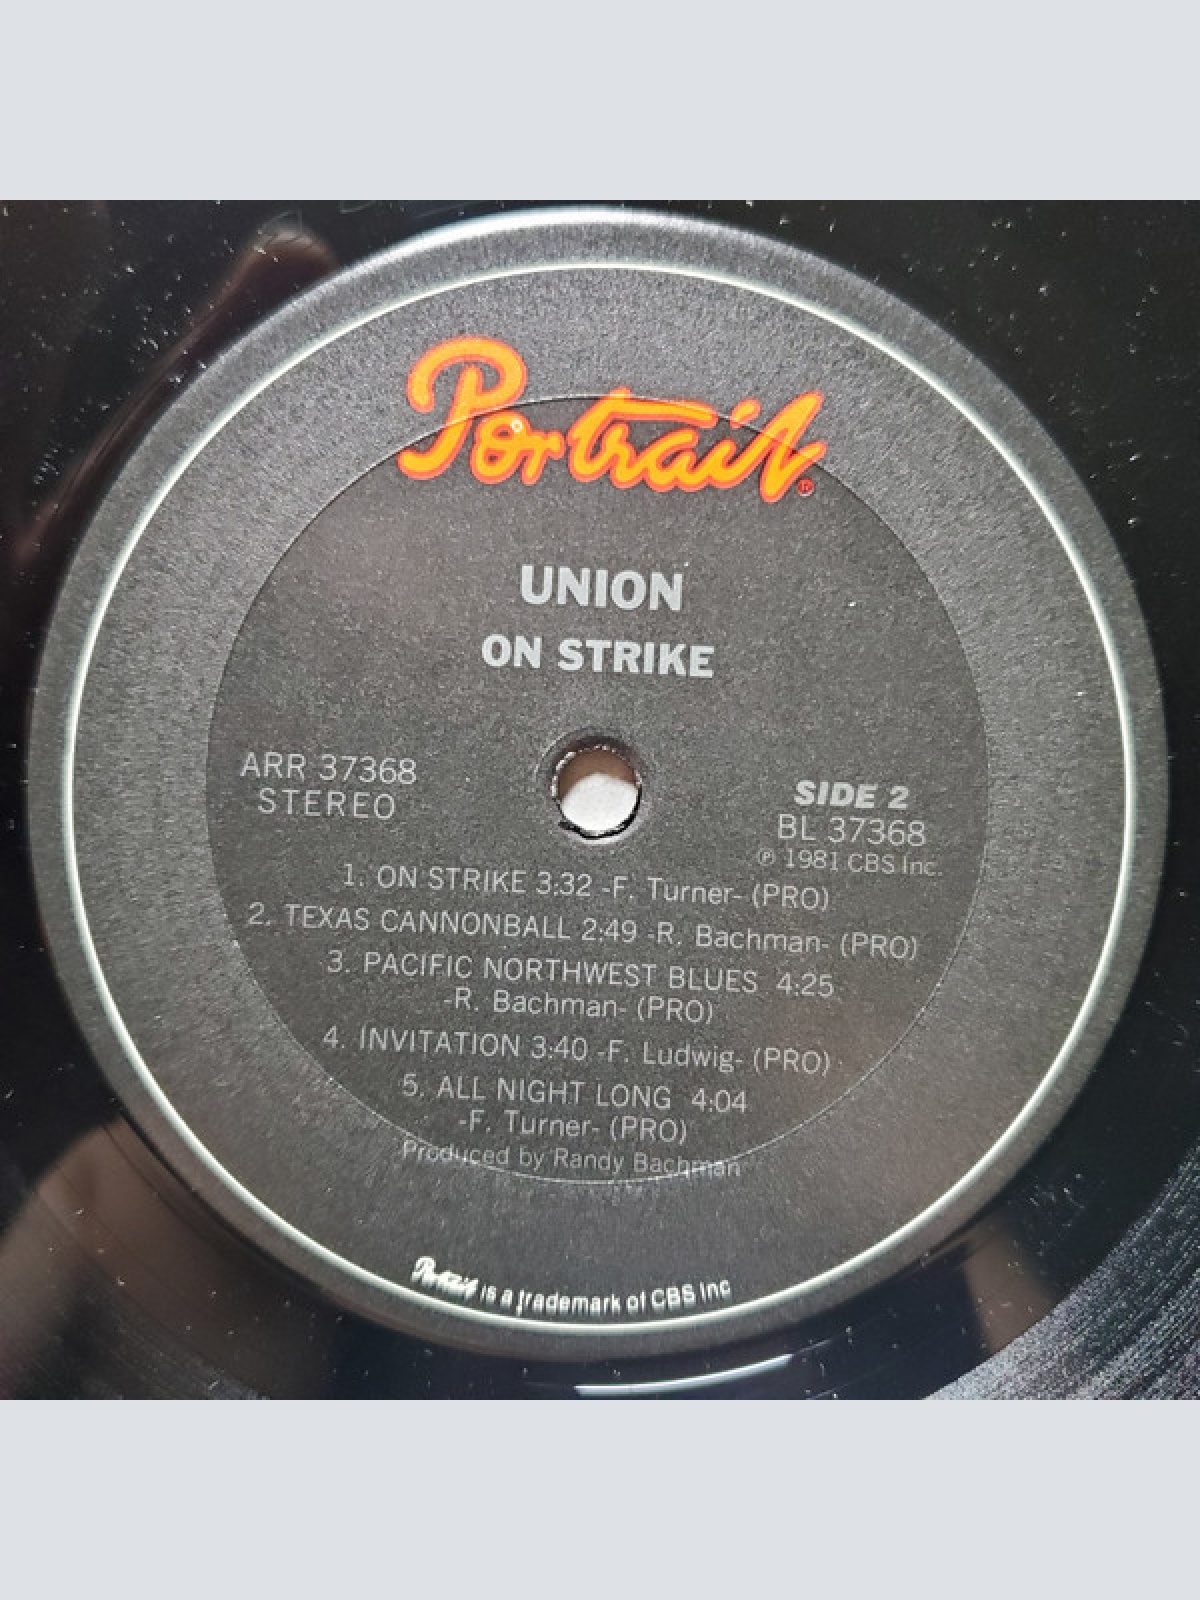 Portrait®
UNION
ON STRIKE
ARR 37368
STEREO
SIDE 2
BL 37368
℗ 1981 CBS Inc.
1. ON STRIKE 3:32 -F. Turner- (PRO)
2. TEXAS CANNONBALL 2:49 -R. Bachman- (PRO)
3. PACIFIC NORTHWEST BLUES 4:25
-R. Bachman- (PRO)
4. INVITATION 3:40 -F. Ludwig- (PRO)
5. ALL NIGHT LONG 4:04
-F. Turner- (PRO)
Produced by Randy Bachman
Portrait is a trademark of CBS Inc